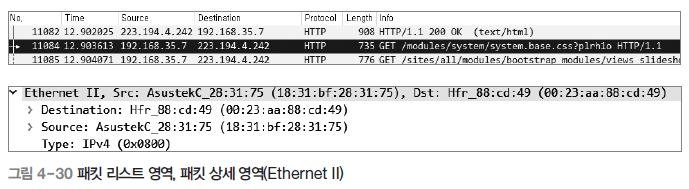 No. Time Source Destination Protocol Length Info
11082 12.902025 223.194.4.242 192.168.35.7 HTTP 908 HTTP/1.1 200 OK (text/html)
11084 12.903613 192.168.35.7 223.194.4.242 HTTP 735 GET /modules/system/system.base.css?plrh1o HTTP/1.1
11085 12.904071 192.168.35.7 223.194.4.242 HTTP 776 GET /sites/all/modules/bootstrap_modules/views_slidesho
Ethernet II, Src: AsustekC_28:31:75 (18:31:bf:28:31:75), Dst: Hfr_88:cd:49 (00:23:aa:88:cd:49)
Destination: Hfr_88:cd:49 (00:23:aa:88:cd:49)
Source: AsustekC_28:31:75 (18:31:bf:28:31:75)
Type: IPv4 (0x0800)
그림 4-30 패킷 리스트 영역, 패킷 상세 영역(Ethernet II)